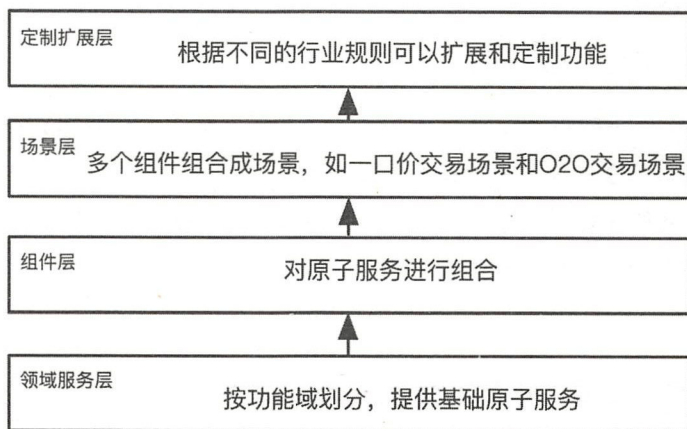 定制扩展层
根据不同的行业规则可以扩展和定制功能
场景层
多个组件组合成场景，如一口价交易场景和O2O交易场景
组件层
对原子服务进行组合
领域服务层
按功能域划分，提供基础原子服务